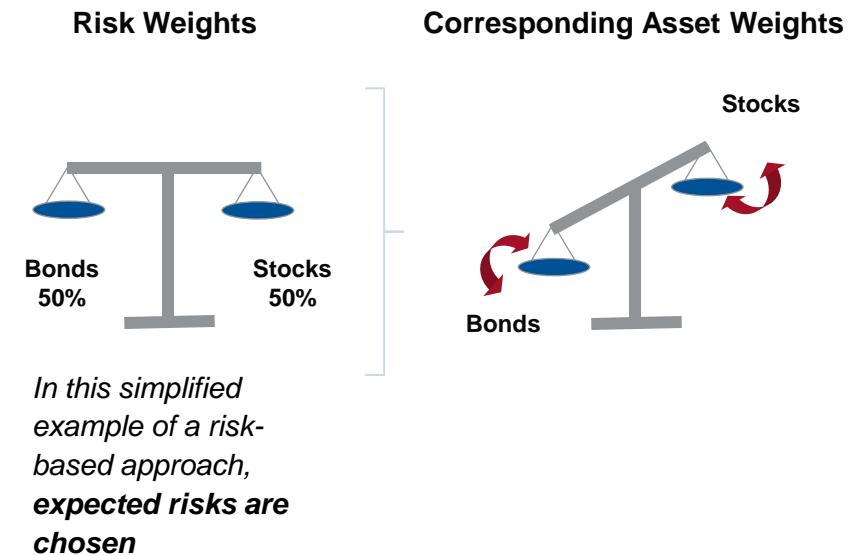 Risk Weights
Corresponding Asset Weights
Bonds
50%
Stocks
50%
Stocks
Bonds
In this simplified
example of a risk-
based approach,
expected risks are
chosen